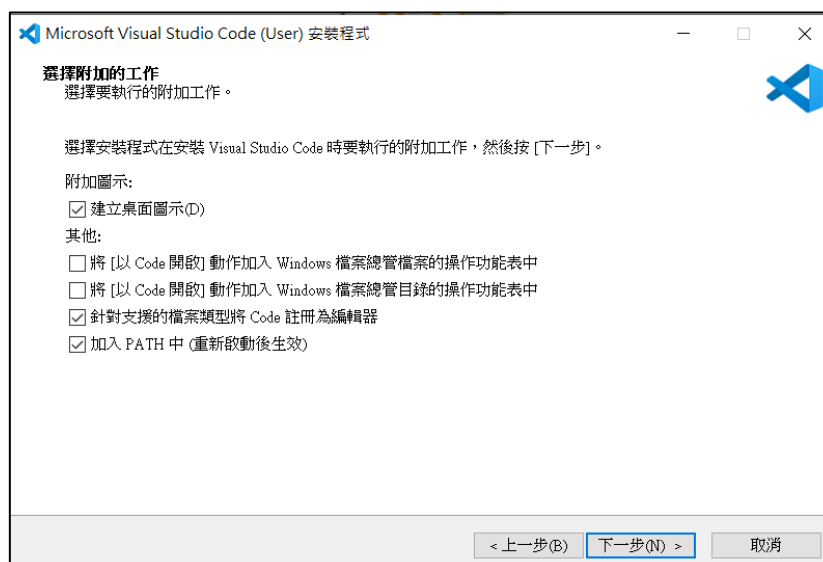 Microsoft Visual Studio Code (User) 安裝程式
選擇附加的工作
選擇要執行的附加工作。
選擇安裝程式在安裝 Visual Studio Code 時要執行的附加工作，然後按 [下一步]。
附加圖示:
建立桌面圖示(D)
其他:
將 [以 Code 開啟] 動作加入 Windows 檔案總管檔案的操作功能表中
將 [以 Code 開啟] 動作加入 Windows 檔案總管目錄的操作功能表中
針對支援的檔案類型將 Code 註冊為編輯器
加入 PATH 中 (重新啟動後生效)
< 上一步(B) 下一步(N) > 取消